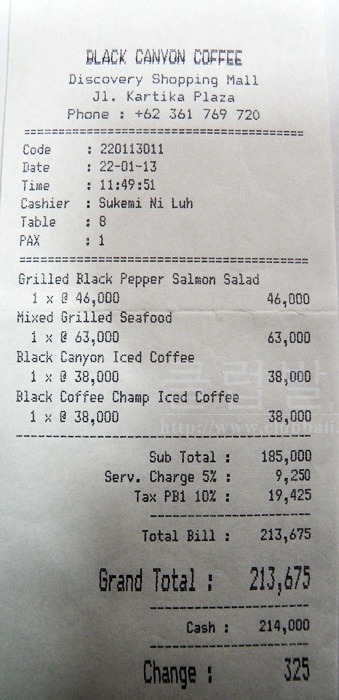 BLACK CANYON COFFEE
Discovery Shopping Mall
Jl. Kartika Plaza
Phone : +62 361 769 720
Code : 220113011
Date : 22-01-13
Time : 11:49:51
Cashier : Sukemi Ni Luh
Table : 8
PAX : 1
Grilled Black Pepper Salmon Salad
1 x @ 46,000 46,000
Mixed Grilled Seafood
1 x @ 63,000 63,000
Black Canyon Iced Coffee
1 x @ 38,000 38,000
Black Coffee Champ Iced Coffee
1 x @ 38,000 38,000
Sub Total : 185,000
Serv. Charge 5% : 9,250
Tax PB1 10% : 19,425
Total Bill : 213,675
Grand Total : 213,675
Cash : 214,000
Change : 325